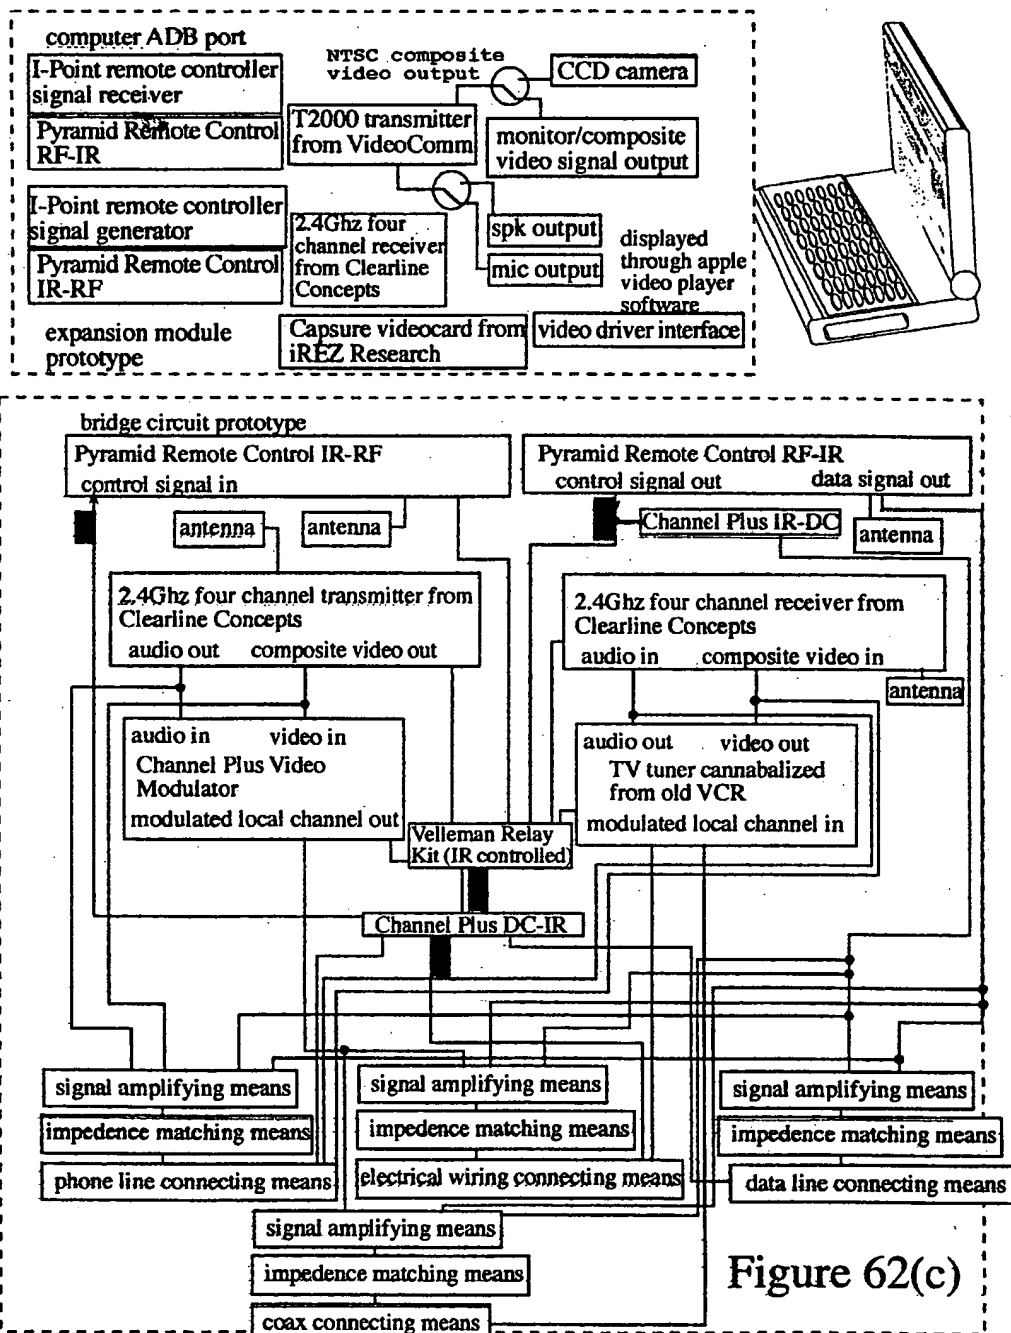 computer ADB port
I-Point remote controller
signal receiver
Pyramid Remote Control
RF-IR
I-Point remote controller
signal generator
Pyramid Remote Control
IR-RF
expansion module
prototype
NTSC composite
video output
CCD camera
T2000 transmitter
from VideoComm
monitor/composite
video signal output
2.4Ghz four
channel receiver
from Clearline
Concepts
spk output
mic output
displayed
through apple
video player
software
Capsure videocard from
iREZ Research
video driver interface
bridge circuit prototype
Pyramid Remote Control IR-RF
control signal in
Pyramid Remote Control RF-IR
control signal out
data signal out
antenna
antenna
Channel Plus IR-DC
antenna
2.4Ghz four channel transmitter from
Clearline Concepts
audio out
composite video out
2.4Ghz four channel receiver from
Clearline Concepts
audio in
composite video in
antenna
audio in
video in
Channel Plus Video
Modulator
modulated local channel out
audio out
video out
TV tuner cannabalized
from old VCR
modulated local channel in
Velleman Relay
Kit (IR controlled)
Channel Plus DC-IR
signal amplifying means
impedence matching means
phone line connecting means
signal amplifying means
impedence matching means
electrical wiring connecting means
signal amplifying means
impedence matching means
data line connecting means
signal amplifying means
impedence matching means
coax connecting means
Figure 62(c)